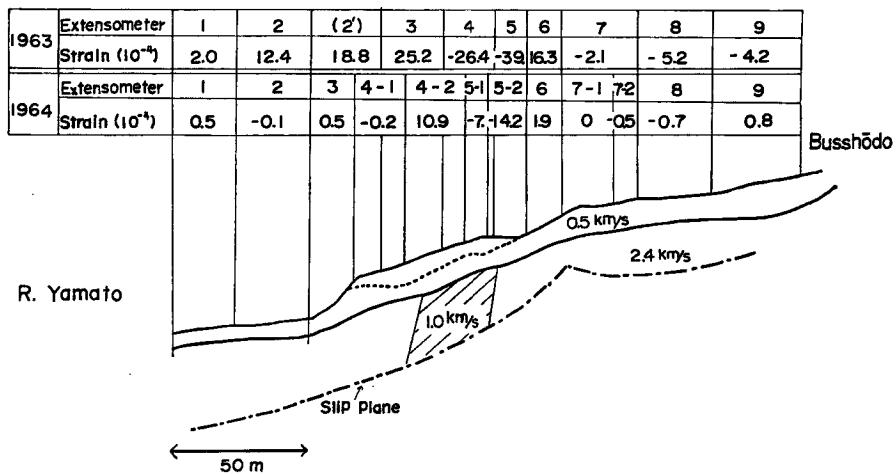 1963 Extensometer 1 2 (2') 3 4 5 6 7 8 9
Strain (10⁻⁴) 2.0 12.4 18.8 25.2 -26.4 -39 16.3 -2.1 -5.2 -4.2
1964 Extensometer 1 2 3 4-1 4-2 5-1 5-2 6 7-1 7-2 8 9
Strain (10⁻⁴) 0.5 -0.1 0.5 -0.2 10.9 -7. -14.2 1.9 0 -0.5 -0.7 0.8
Busshōdo
0.5 km/s
2.4 km/s
R. Yamato
1.0 km/s
Slip Plane
50 m